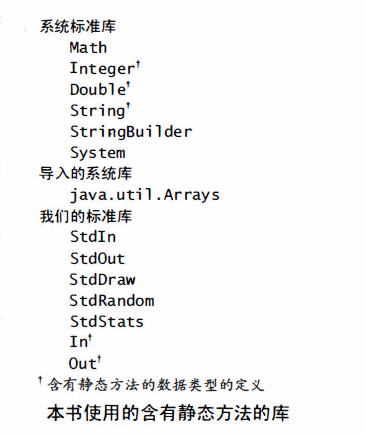 系统标准库
Math
Integer†
Double†
String†
StringBuilder
System
导入的系统库
java.util.Arrays
我们的标准库
StdIn
StdOut
StdDraw
StdRandom
StdStats
In†
Out†
† 含有静态方法的数据类型的定义
本书使用的含有静态方法的库